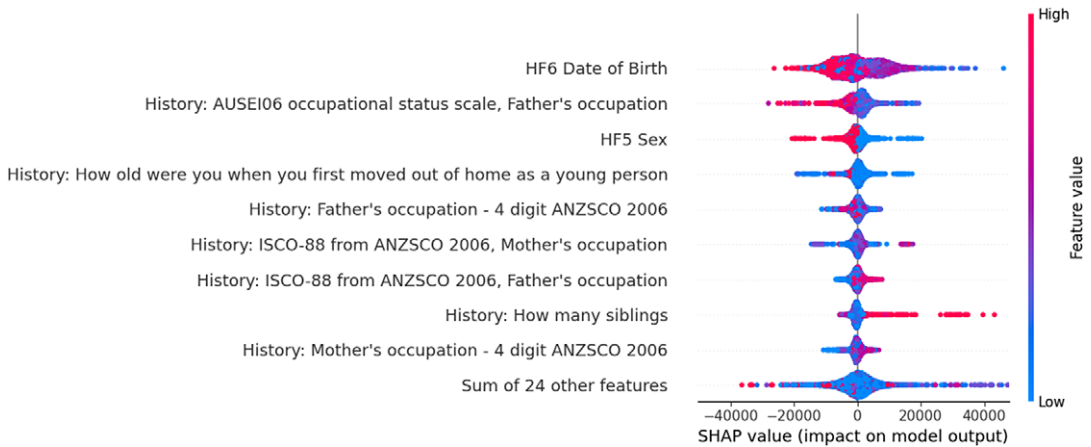 High
HF6 Date of Birth
History: AUSEI06 occupational status scale, Father's occupation
HF5 Sex
History: How old were you when you first moved out of home as a young person
History: Father's occupation - 4 digit ANZSCO 2006
History: ISCO-88 from ANZSCO 2006, Mother's occupation
History: ISCO-88 from ANZSCO 2006, Father's occupation
History: How many siblings
History: Mother's occupation - 4 digit ANZSCO 2006
Sum of 24 other features
Feature value
Low
−40000 −20000 0 20000 40000
SHAP value (impact on model output)